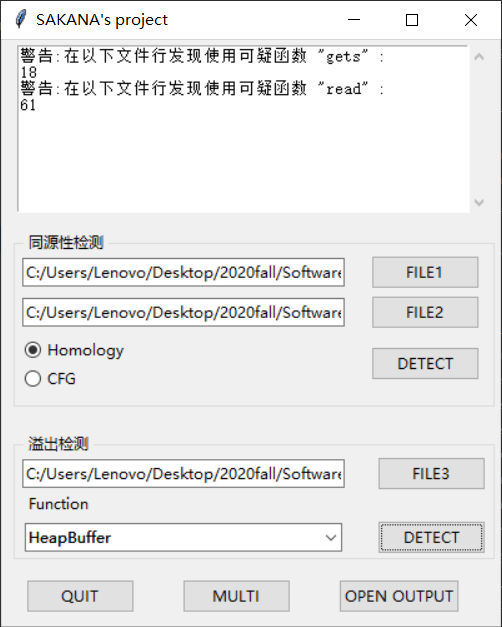 SAKANA's project
警告:在以下文件行发现使用可疑函数 "gets" :
18
警告:在以下文件行发现使用可疑函数 "read" :
61
同源性检测
C:/Users/Lenovo/Desktop/2020fall/Software
FILE1
C:/Users/Lenovo/Desktop/2020fall/Software
FILE2
Homology
DETECT
CFG
溢出检测
C:/Users/Lenovo/Desktop/2020fall/Software
FILE3
Function
HeapBuffer
DETECT
QUIT
MULTI
OPEN OUTPUT